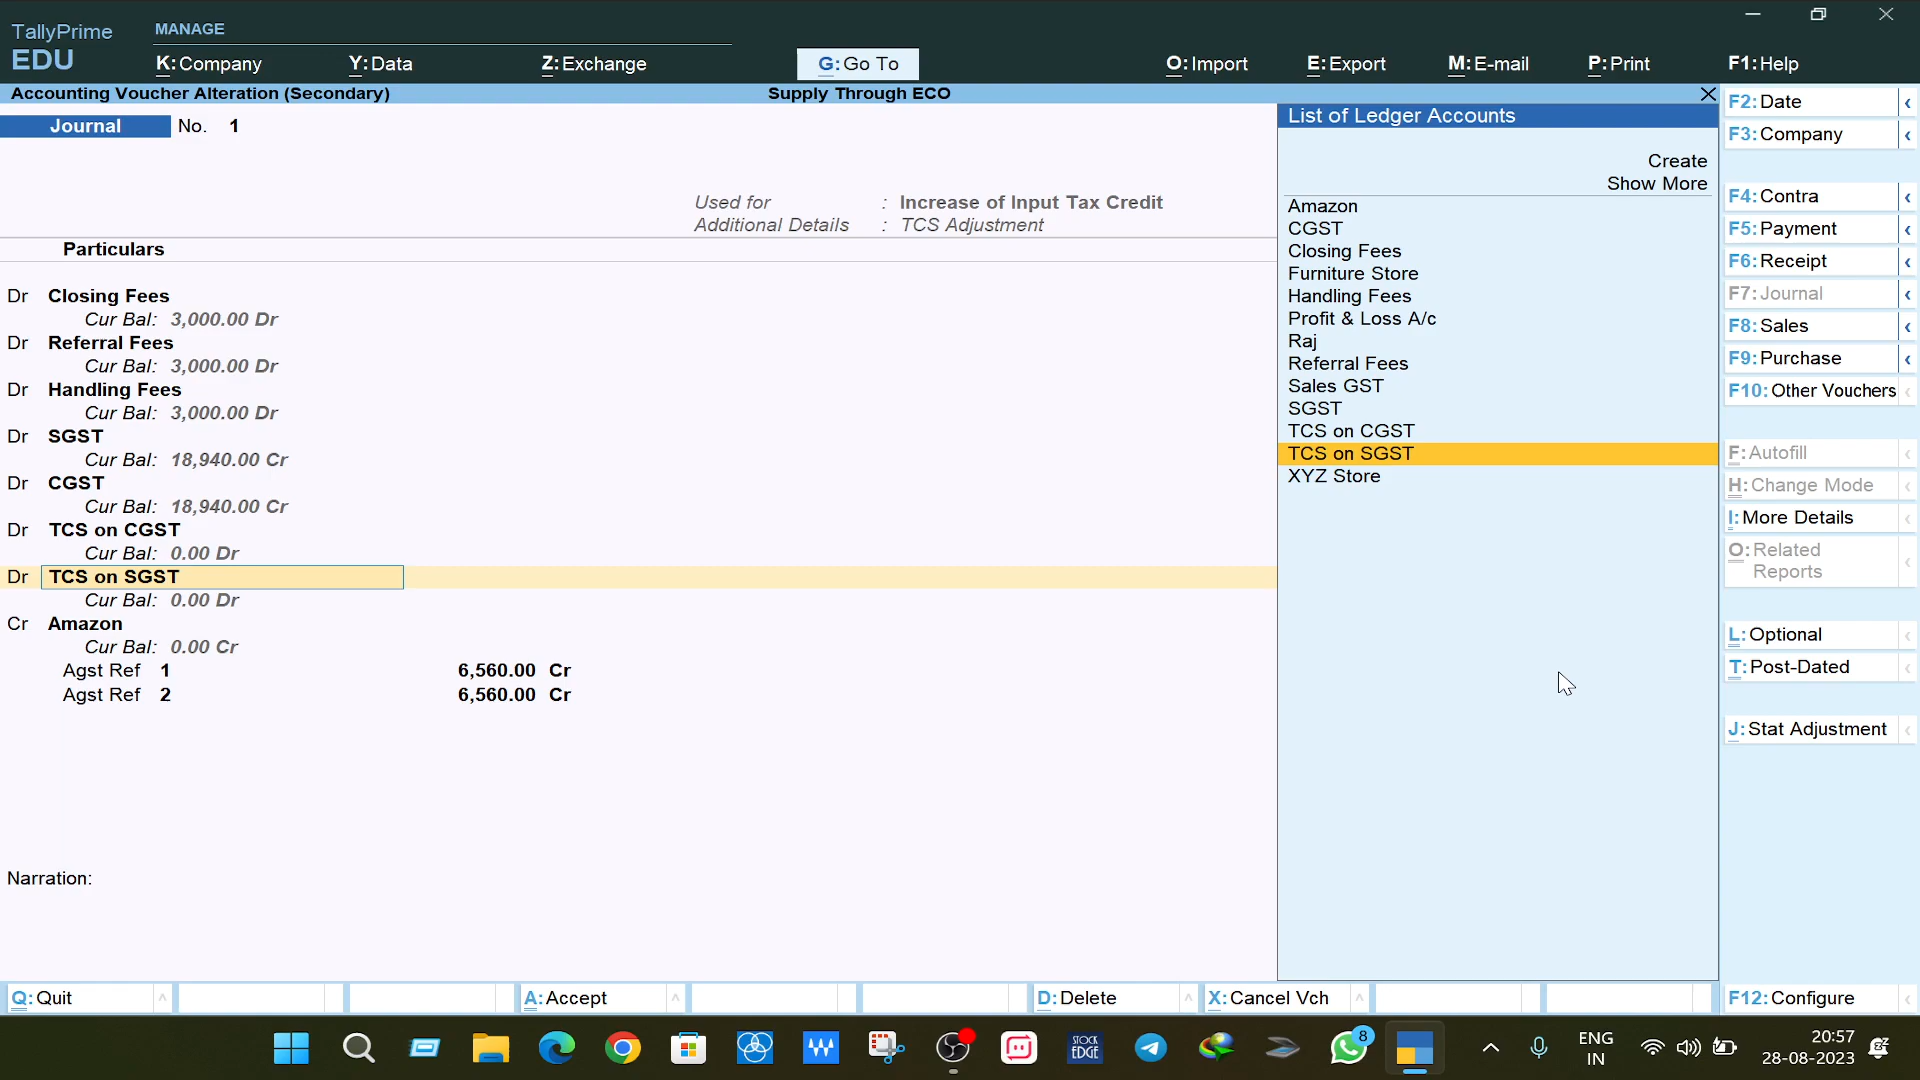 TallyPrime
EDU
MANAGE
K: Company
Y: Data
Z: Exchange
G: Go To
O: Import
E: Export
M: E-mail
P: Print
F1: Help
Accounting Voucher Alteration (Secondary)
Supply Through ECO
Journal No. 1
Used for : Increase of Input Tax Credit
Additional Details : TCS Adjustment
Particulars
Dr Closing Fees
Cur Bal: 3,000.00 Dr
Dr Referral Fees
Cur Bal: 3,000.00 Dr
Dr Handling Fees
Cur Bal: 3,000.00 Dr
Dr SGST
Cur Bal: 18,940.00 Cr
Dr CGST
Cur Bal: 18,940.00 Cr
Dr TCS on CGST
Cur Bal: 0.00 Dr
Dr TCS on SGST
Cur Bal: 0.00 Dr
Cr Amazon
Cur Bal: 0.00 Cr
Agst Ref 1 6,560.00 Cr
Agst Ref 2 6,560.00 Cr
Narration:
List of Ledger Accounts
Create
Show More
Amazon
CGST
Closing Fees
Furniture Store
Handling Fees
Profit & Loss A/c
Raj
Referral Fees
Sales GST
SGST
TCS on CGST
TCS on SGST
XYZ Store
F2: Date
F3: Company
F4: Contra
F5: Payment
F6: Receipt
F7: Journal
F8: Sales
F9: Purchase
F10: Other Vouchers
F: Autofill
H: Change Mode
I: More Details
O: Related
Reports
L: Optional
T: Post-Dated
J: Stat Adjustment
Q: Quit
A: Accept
D: Delete
X: Cancel Vch
F12: Configure
STOCK
EDGE
8
ENG
IN
20:57
28-08-2023